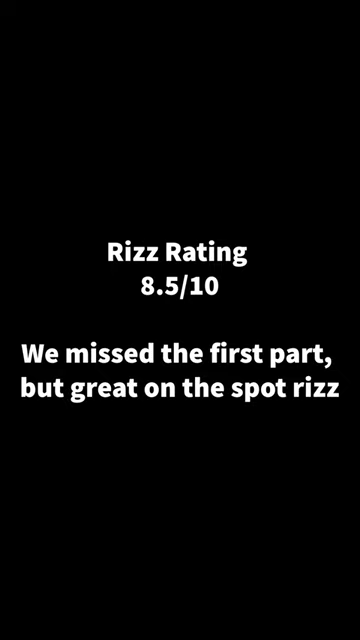 Rizz Rating
8.5/10
We missed the first part,
but great on the spot rizz